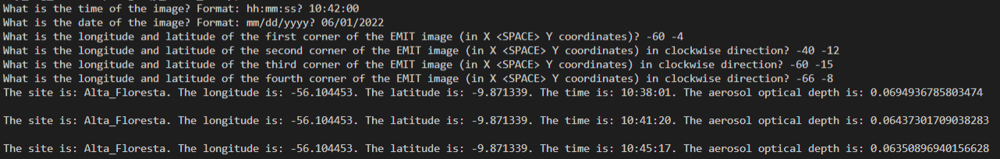 What is the time of the image? Format: hh:mm:ss? 10:42:00
What is the date of the image? Format: mm/dd/yyyy? 06/01/2022
What is the longitude and latitude of the first corner of the EMIT image (in X <SPACE> Y coordinates)? -60 -4
What is the longitude and latitude of the second corner of the EMIT image (in X <SPACE> Y coordinates) in clockwise direction? -40 -12
What is the longitude and latitude of the third corner of the EMIT image (in X <SPACE> Y coordinates) in clockwise direction? -60 -15
What is the longitude and latitude of the fourth corner of the EMIT image (in X <SPACE> Y coordinates) in clockwise direction? -66 -8
The site is: Alta_Floresta. The longitude is: -56.104453. The latitude is: -9.871339. The time is: 10:38:01. The aerosol optical depth is: 0.0694936785803474
The site is: Alta_Floresta. The longitude is: -56.104453. The latitude is: -9.871339. The time is: 10:41:20. The aerosol optical depth is: 0.06437301709038283
The site is: Alta_Floresta. The longitude is: -56.104453. The latitude is: -9.871339. The time is: 10:45:17. The aerosol optical depth is: 0.06350896940156628